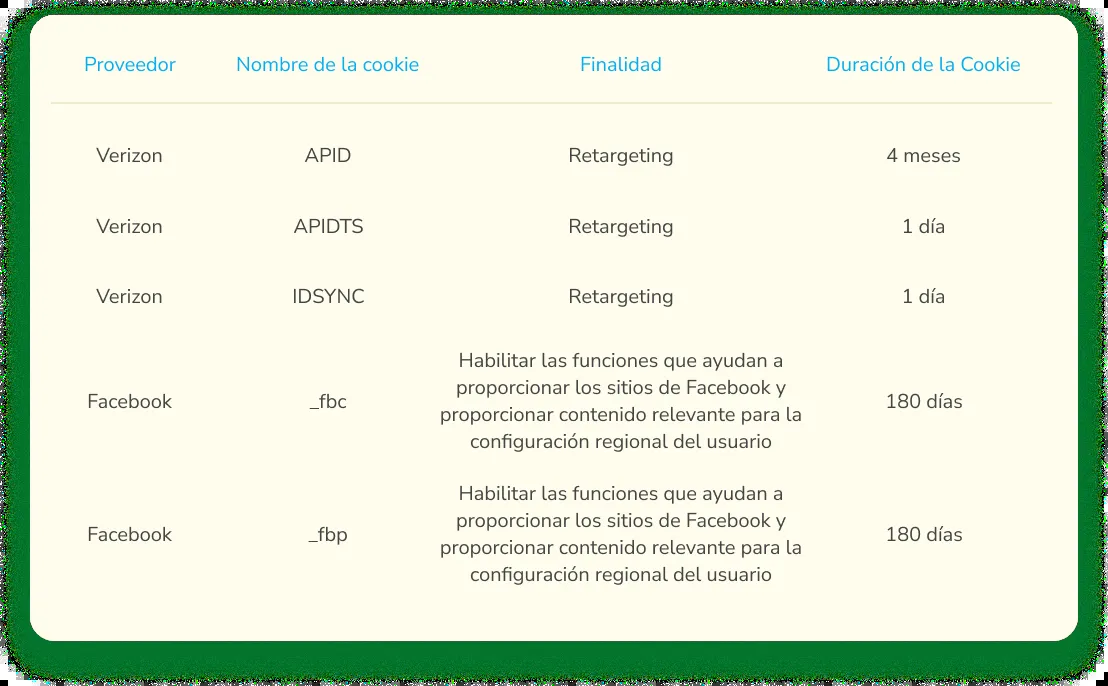 Proveedor Nombre de la cookie Finalidad Duración de la Cookie
Verizon APID Retargeting 4 meses
Verizon APIDTS Retargeting 1 día
Verizon IDSYNC Retargeting 1 día
Habilitar las funciones que ayudan a
proporcionar los sitios de Facebook y
Facebook _fbc 180 días
proporcionar contenido relevante para la
configuración regional del usuario
Habilitar las funciones que ayudan a
proporcionar los sitios de Facebook y
Facebook _fbp 180 días
proporcionar contenido relevante para la
configuración regional del usuario